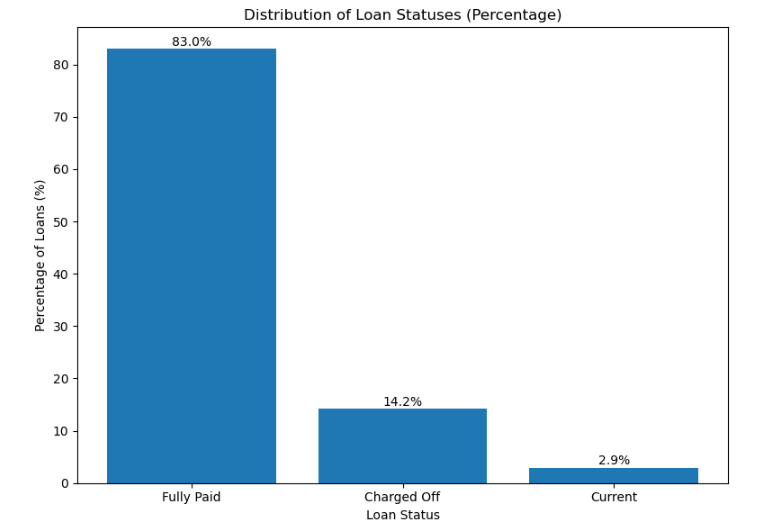 Distribution of Loan Statuses (Percentage)
83.0%
80
70
60
50
40
30
20
10
0
Percentage of Loans (%)
14.2%
2.9%
Fully Paid
Charged Off
Current
Loan Status